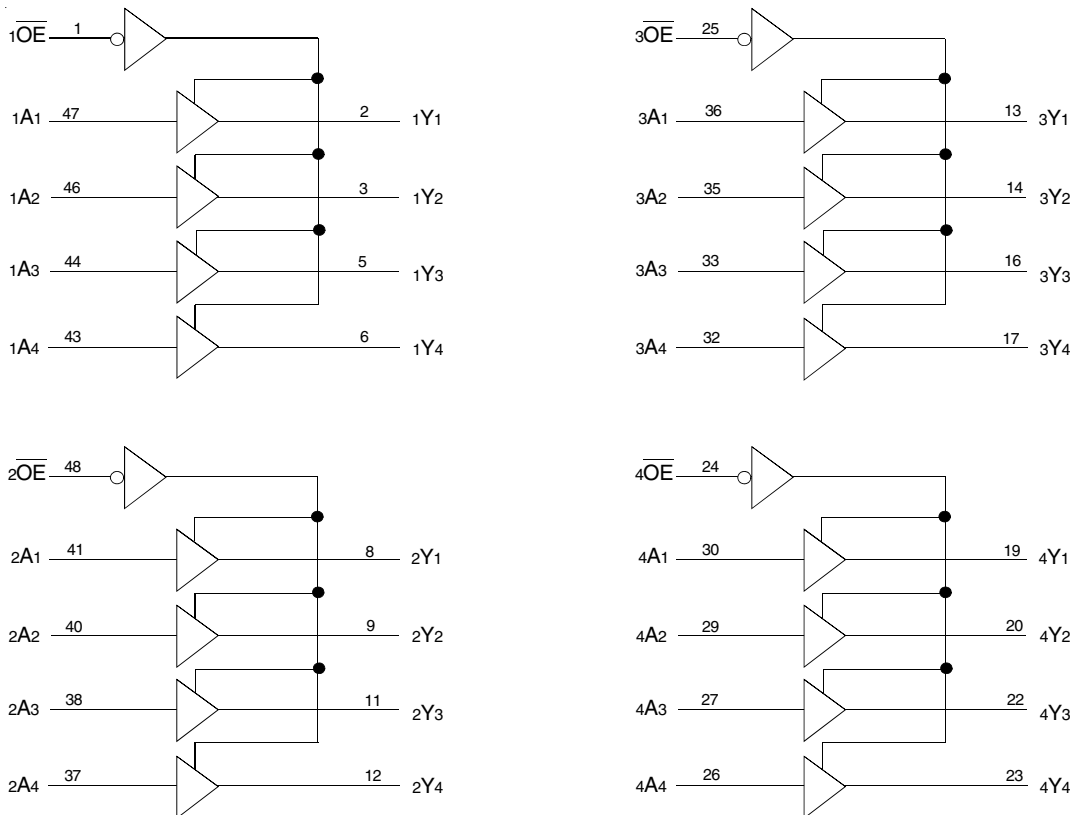 1OE 1
1A1 47 2 1Y1
1A2 46 3 1Y2
1A3 44 5 1Y3
1A4 43 6 1Y4
3OE 25
3A1 36 13 3Y1
3A2 35 14 3Y2
3A3 33 16 3Y3
3A4 32 17 3Y4
2OE 48
2A1 41 8 2Y1
2A2 40 9 2Y2
2A3 38 11 2Y3
2A4 37 12 2Y4
4OE 24
4A1 30 19 4Y1
4A2 29 20 4Y2
4A3 27 22 4Y3
4A4 26 23 4Y4